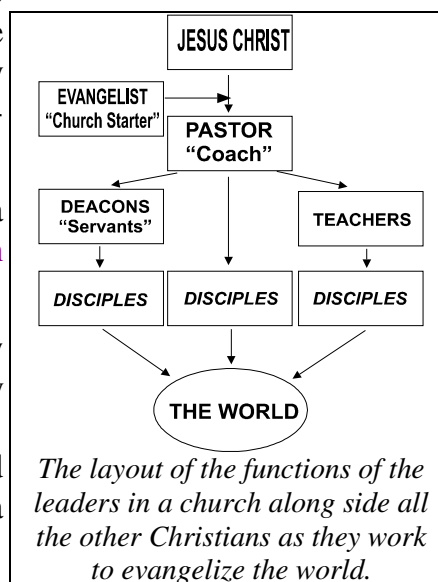 JESUS CHRIST
EVANGELIST
“Church Starter”
PASTOR
“Coach”
DEACONS
“Servants”
TEACHERS
DISCIPLES DISCIPLES DISCIPLES
THE WORLD
The layout of the functions of the
leaders in a church along side all
the other Christians as they work
to evangelize the world.